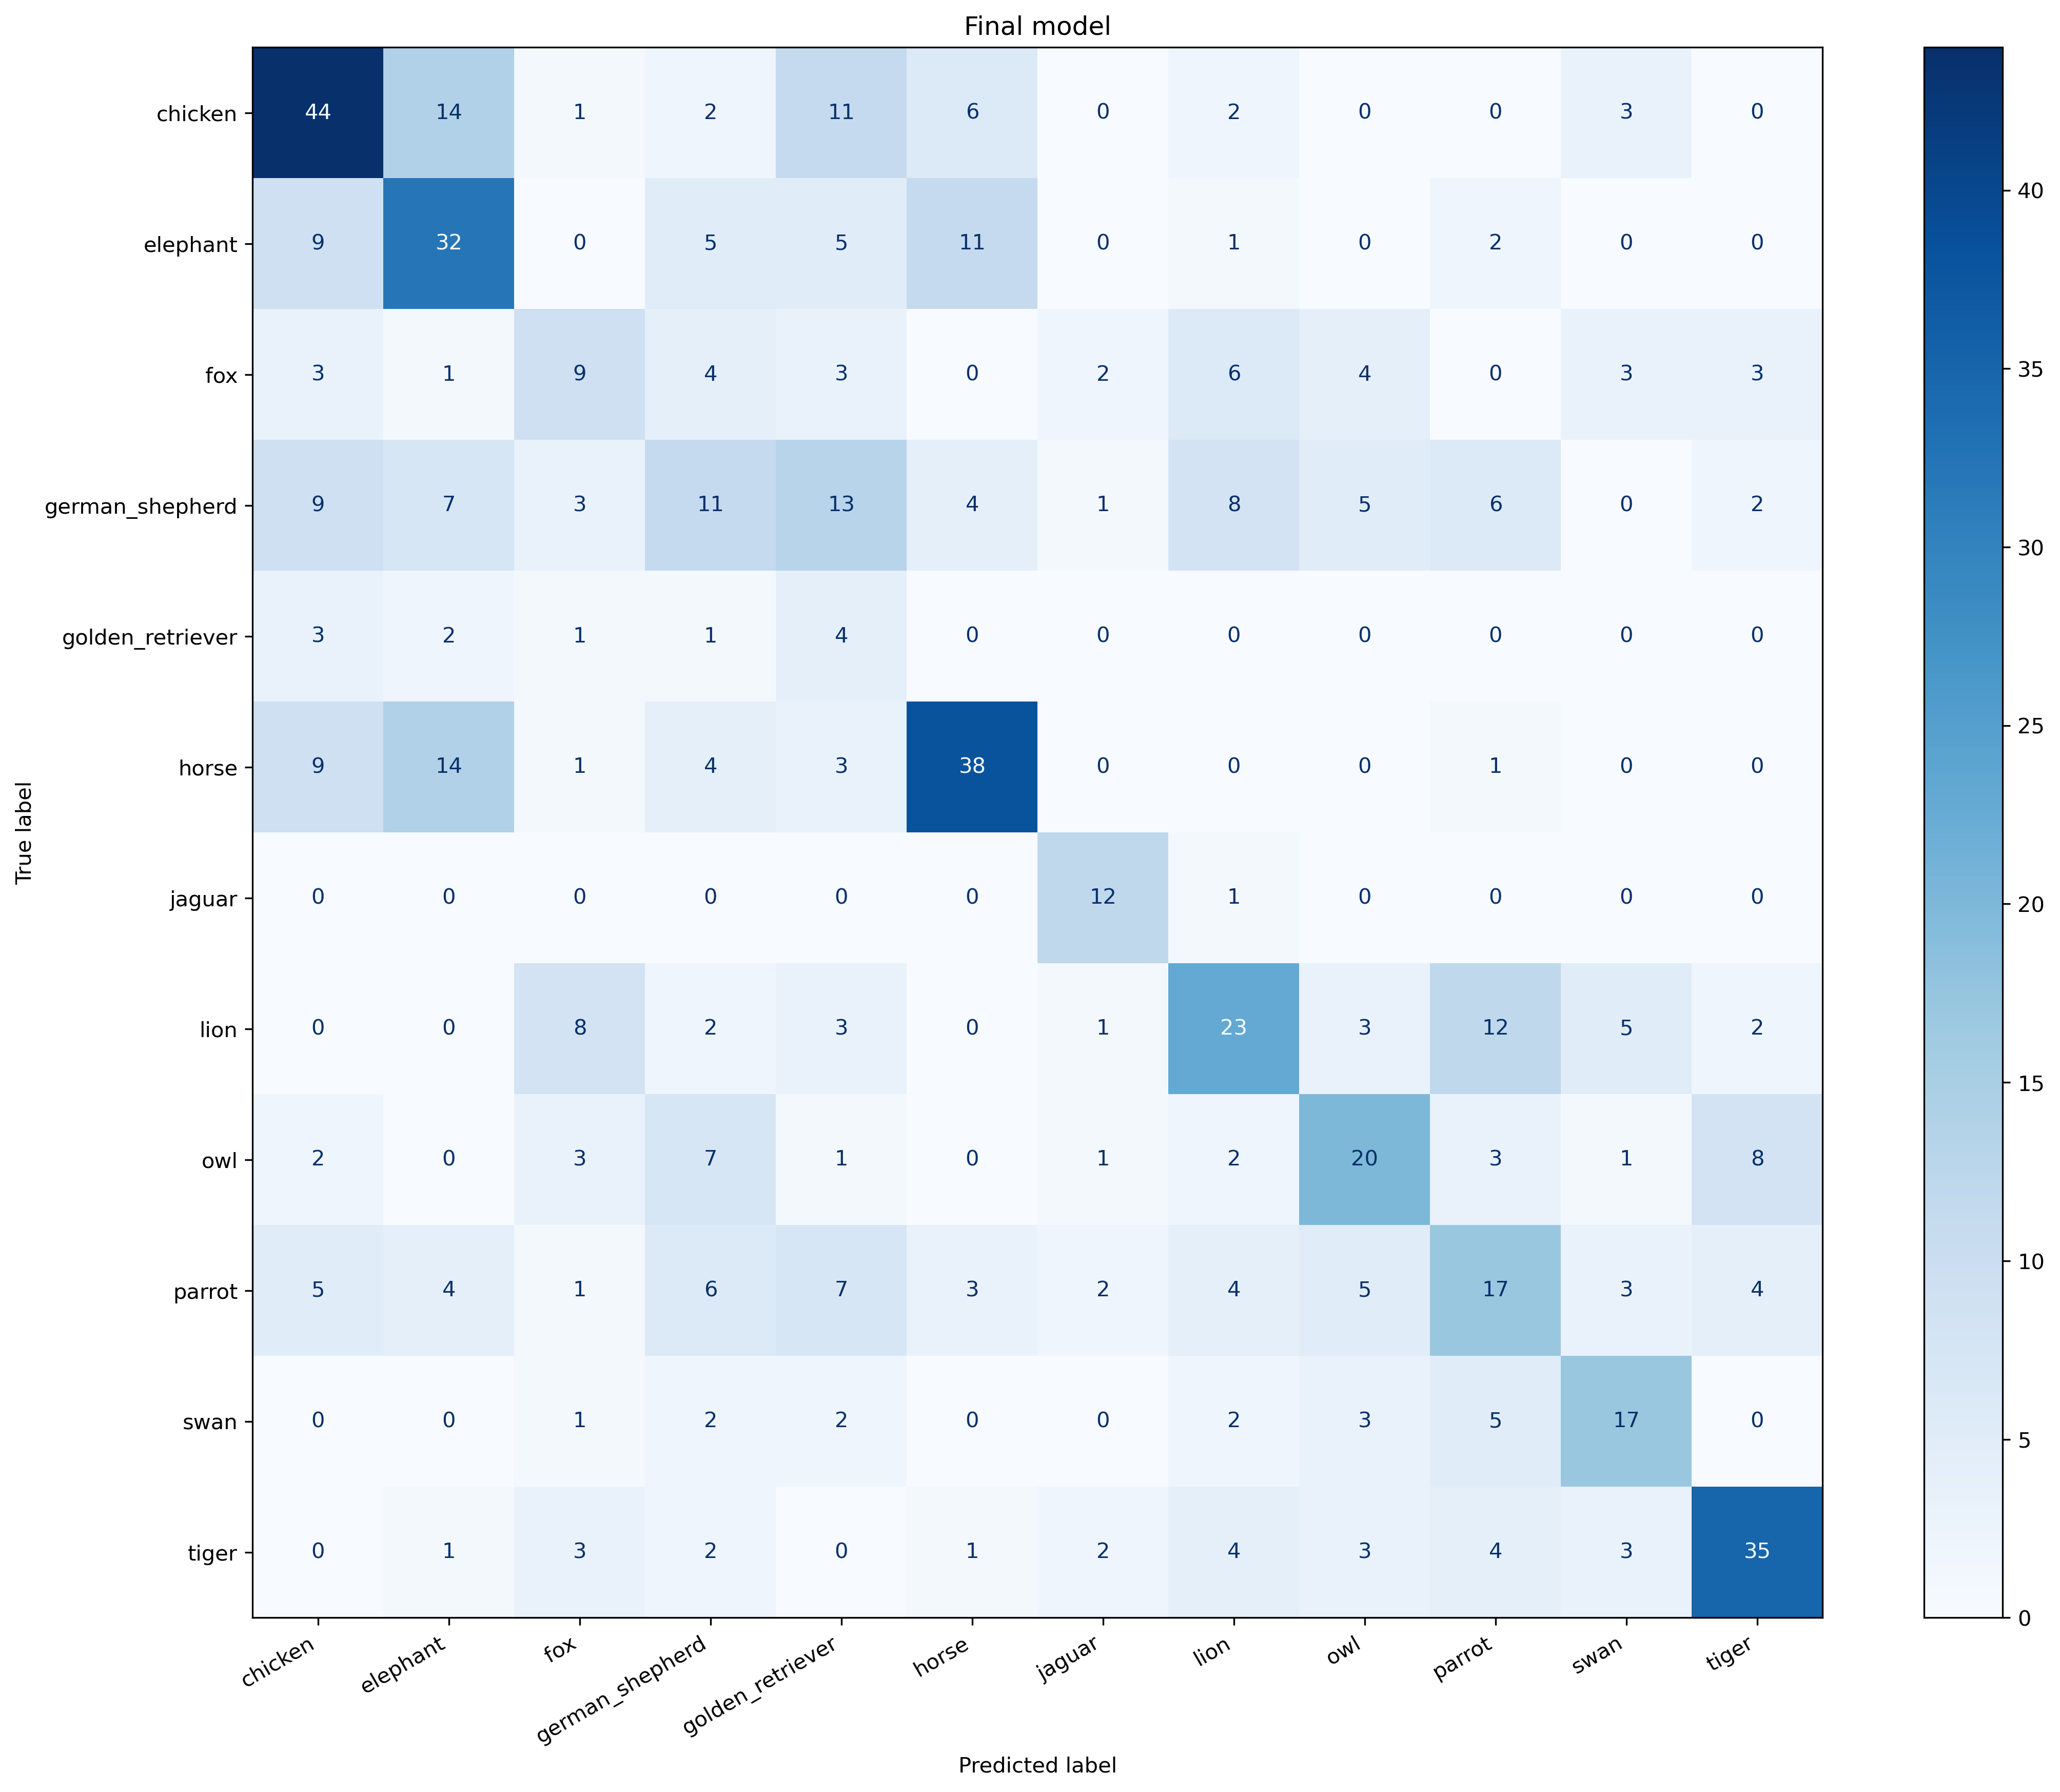 Final model
chicken 44 14 1 2 11 6 0 2 0 0 3 0
elephant 9 32 0 5 5 11 0 1 0 2 0 0
fox 3 1 9 4 3 0 2 6 4 0 3 3
german_shepherd 9 7 3 11 13 4 1 8 5 6 0 2
golden_retriever 3 2 1 1 4 0 0 0 0 0 0 0
horse 9 14 1 4 3 38 0 0 0 1 0 0
jaguar 0 0 0 0 0 0 12 1 0 0 0 0
lion 0 0 8 2 3 0 1 23 3 12 5 2
owl 2 0 3 7 1 0 1 2 20 3 1 8
parrot 5 4 1 6 7 3 2 4 5 17 3 4
swan 0 0 1 2 2 0 0 2 3 5 17 0
tiger 0 1 3 2 0 1 2 4 3 4 3 35
True label
chicken elephant fox german_shepherd golden_retriever horse jaguar lion owl parrot swan tiger
Predicted label
40
35
30
25
20
15
10
5
0